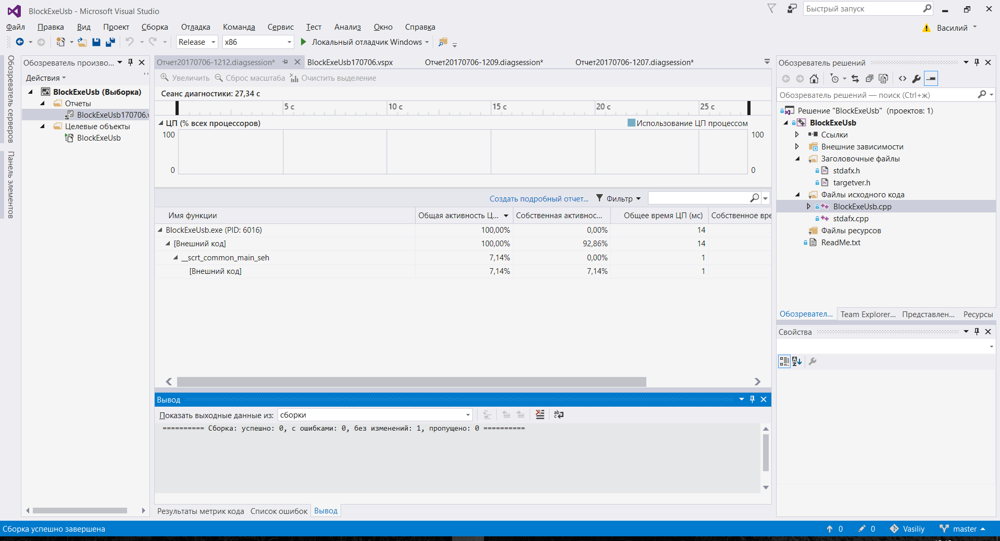 BlockExeUsb - Microsoft Visual Studio
Быстрый запуск
Файл Правка Вид Проект Сборка Отладка Команда Сервис Тест Анализ Окно Справка
Василий
Release x86 Локальный отладчик Windows
Обозреватель серверов
Панель элементов
Обозреватель произво...
Действия
BlockExeUsb (Выборка)
Отчеты
BlockExeUsb170706.v
Целевые объекты
BlockExeUsb
Отчет20170706-1212.diagsession* BlockExeUsb170706.vspx Отчет20170706-1209.diagsession* Отчет20170706-1207.diagsession*
Увеличить Сброс масштаба Очистить выделение
Сеанс диагностики: 27,34 с
5 с 10 с 15 с 20 с 25 с
ЦП (% всех процессоров) Использование ЦП процессом
100 100
0 0
Создать подробный отчет... Фильтр
Имя функции Общая активность Ц... Собственная активнос... Общее время ЦП (мс) Собственное вре
BlockExeUsb.exe (PID: 6016) 100,00% 0,00% 14
[Внешний код] 100,00% 92,86% 14
__scrt_common_main_seh 7,14% 0,00% 1
[Внешний код] 7,14% 7,14% 1
Вывод
Показать выходные данные из: сборки
========== Сборка: успешно: 0, с ошибками: 0, без изменений: 1, пропущено: 0 ==========
Результаты метрик кода Список ошибок Вывод
Обозреватель решений
Обозреватель решений — поиск (Ctrl+ж)
Решение "BlockExeUsb" (проектов: 1)
BlockExeUsb
Ссылки
Внешние зависимости
Заголовочные файлы
stdafx.h
targetver.h
Файлы исходного кода
BlockExeUsb.cpp
stdafx.cpp
Файлы ресурсов
ReadMe.txt
Обозревател... Team Explorer... Представлен... Ресурсы
Свойства
Сборка успешно завершена 0 0 Vasiliy master